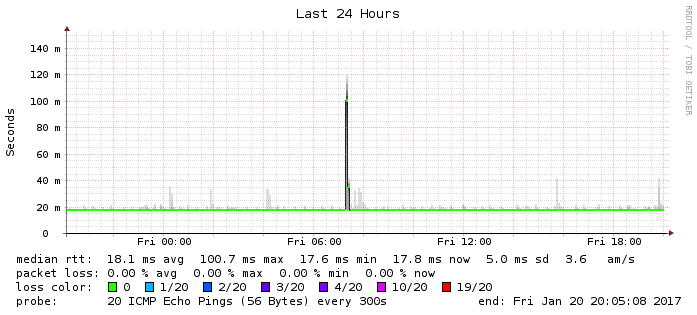 Last 24 Hours
RRDTOOL / TOBI OETIKER
Seconds
140 m
120 m
100 m
80 m
60 m
40 m
20 m
0
Fri 00:00 Fri 06:00 Fri 12:00 Fri 18:00
median rtt: 18.1 ms avg 100.7 ms max 17.6 ms min 17.8 ms now 5.0 ms sd 3.6 am/s
packet loss: 0.00 % avg 0.00 % max 0.00 % min 0.00 % now
loss color: 0 1/20 2/20 3/20 4/20 10/20 19/20
probe: 20 ICMP Echo Pings (56 Bytes) every 300s end: Fri Jan 20 20:05:08 2017